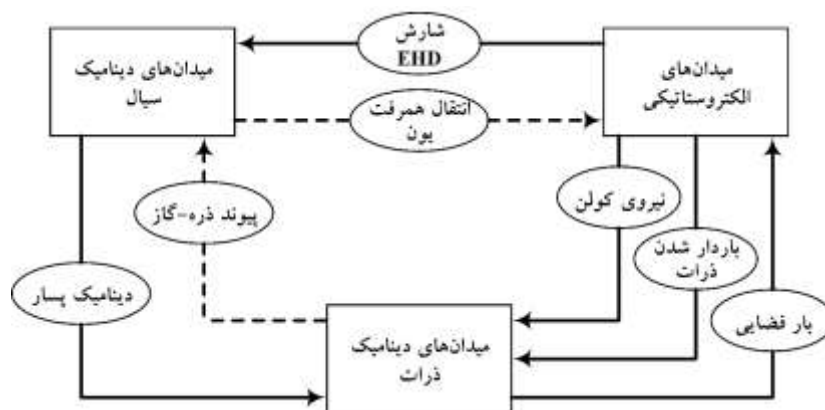 شارش
EHD
میدان‌های
الکتروستاتیکی
میدان‌های دینامیک
سیال
انتقال همرفت
یون
نیروی کولن
پیوند ذره-گاز
باردار شدن
ذرات
دینامیک پسار
بار فضایی
میدان‌های دینامیک
ذرات